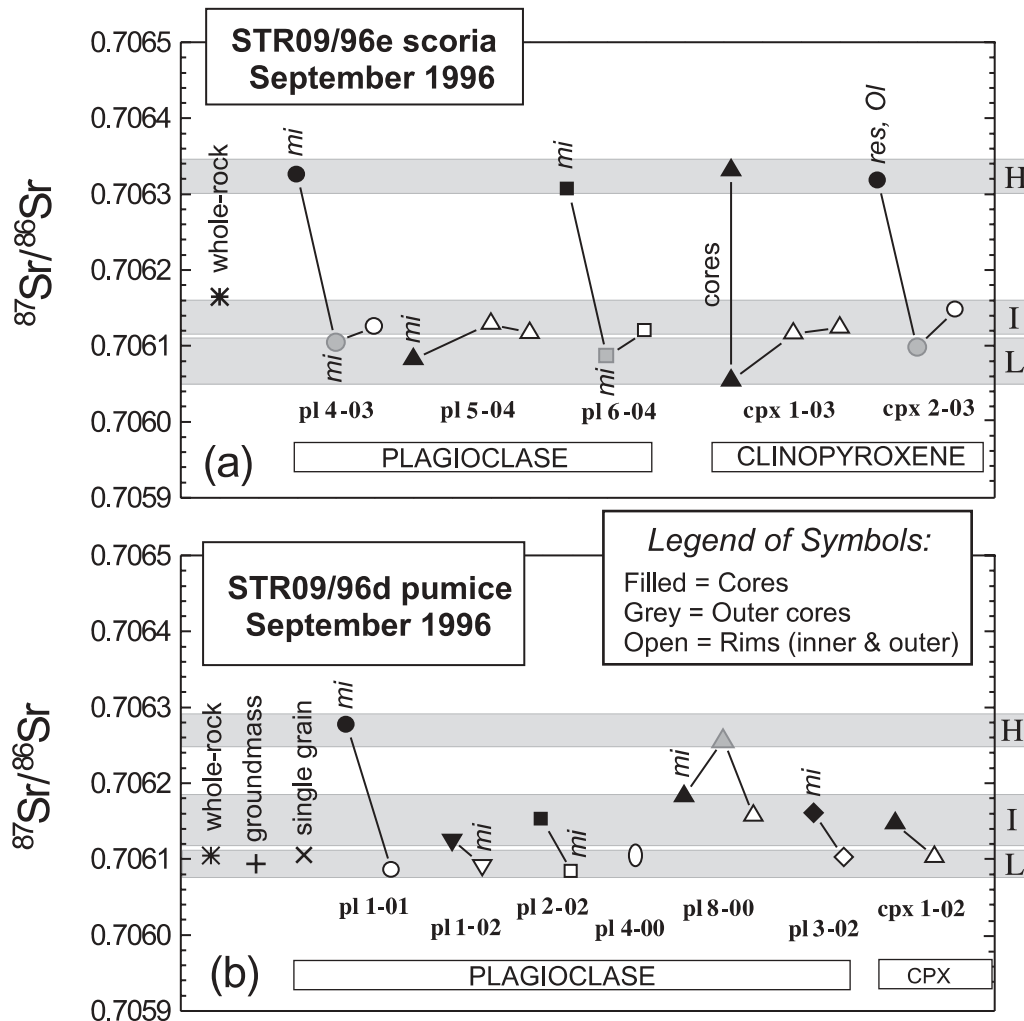 STR09/96e scoria
September 1996
0.7065
0.7064
0.7063
0.7062
0.7061
0.7060
0.7059
87Sr/86Sr
whole-rock
mi
mi
mi
mi
mi
cores
res, Ol
H
I
L
pl 4-03
pl 5-04
pl 6-04
cpx 1-03
cpx 2-03
(a)
PLAGIOCLASE
CLINOPYROXENE
STR09/96d pumice
September 1996
Legend of Symbols:
Filled = Cores
Grey = Outer cores
Open = Rims (inner & outer)
0.7065
0.7064
0.7063
0.7062
0.7061
0.7060
0.7059
87Sr/86Sr
whole-rock
groundmass
single grain
mi
mi
mi
mi
mi
H
I
L
pl 1-01
pl 1-02
pl 2-02
pl 4-00
pl 8-00
pl 3-02
cpx 1-02
(b)
PLAGIOCLASE
CPX